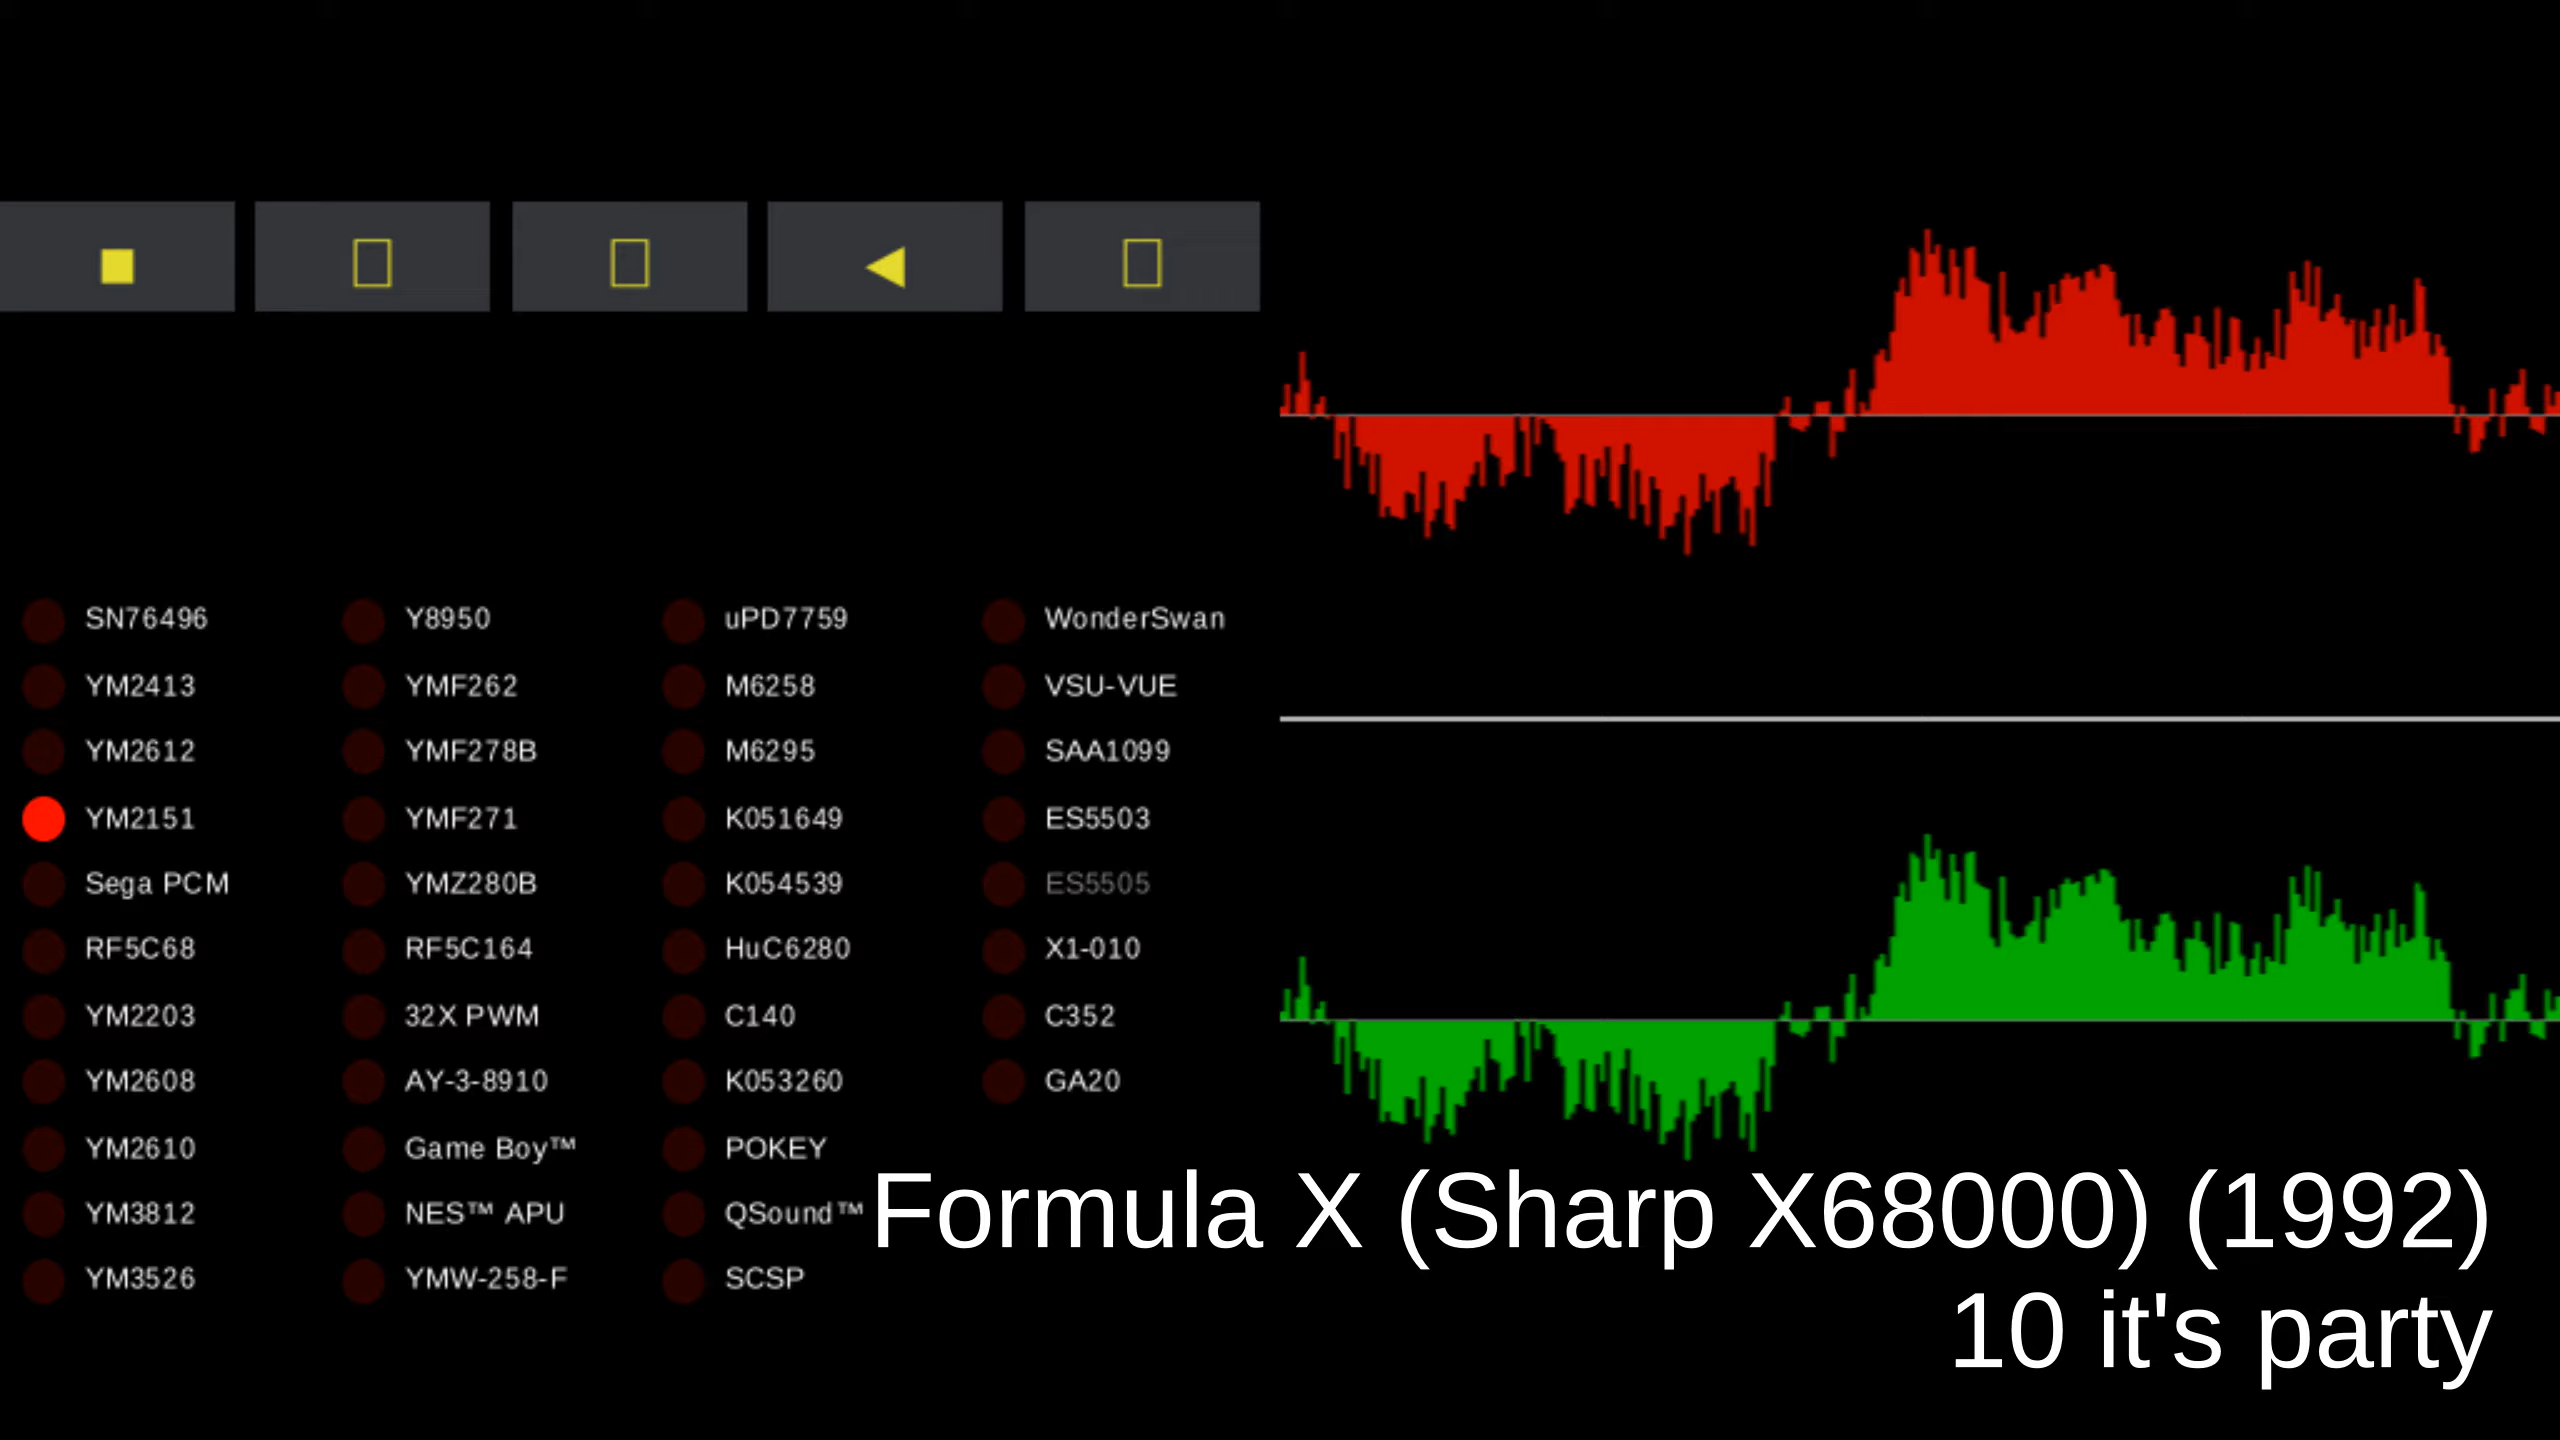 SN76496
YM2413
YM2612
YM2151
Sega PCM
RF5C68
YM2203
YM2608
YM2610
YM3812
YM3526
Y8950
YMF262
YMF278B
YMF271
YMZ280B
RF5C164
32X PWM
AY-3-8910
Game Boy™
NES™ APU
YMW-258-F
uPD7759
M6258
M6295
K051649
K054539
HuC6280
C140
K053260
POKEY
QSound™
SCSP
WonderSwan
VSU-VUE
SAA1099
ES5503
ES5505
X1-010
C352
GA20
Formula X (Sharp X68000) (1992)
10 it's party